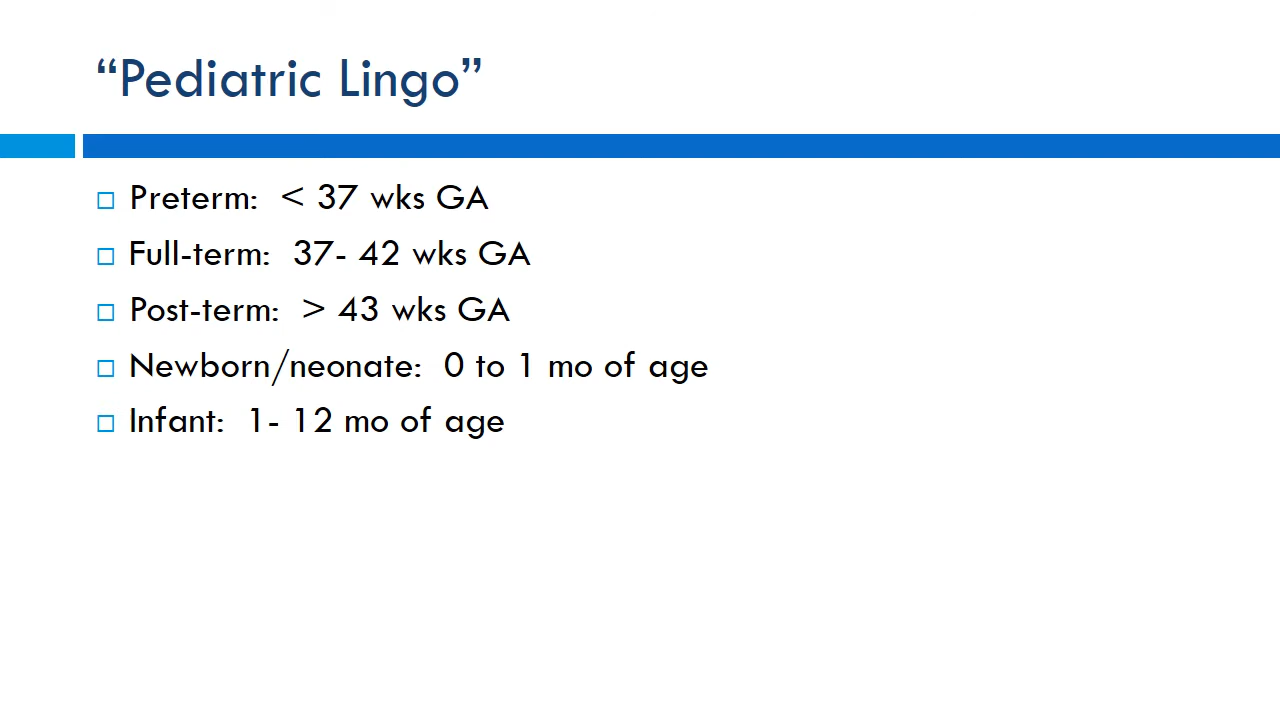 “Pediatric Lingo”
Preterm: < 37 wks GA
Full-term: 37- 42 wks GA
Post-term: > 43 wks GA
Newborn/neonate: 0 to 1 mo of age
Infant: 1- 12 mo of age